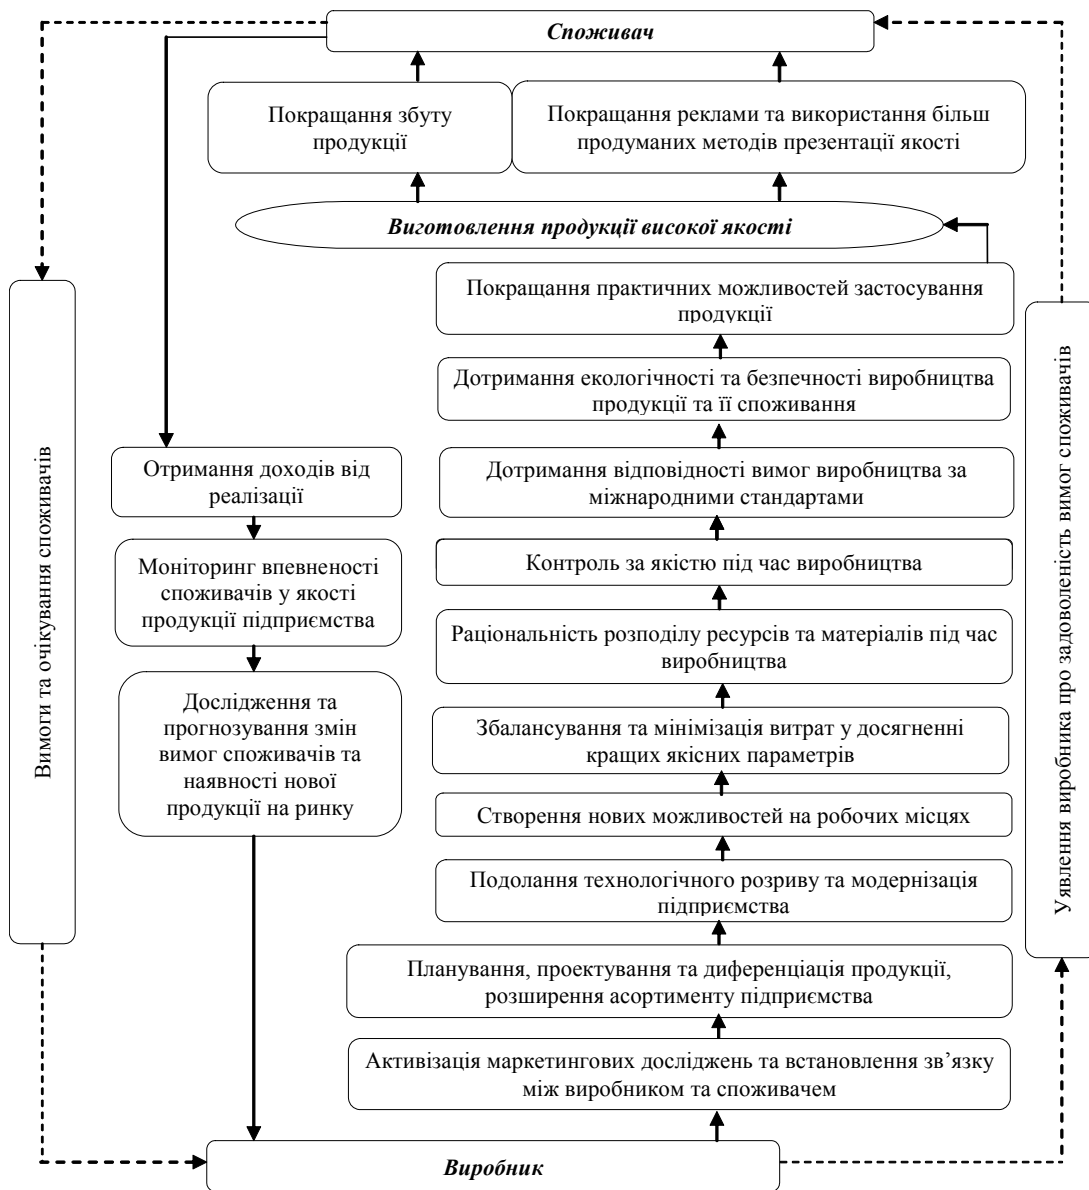 Споживач
Покращання збуту
продукції
Покращання реклами та використання більш
продуманих методів презентації якості
Виготовлення продукції високої якості
Покращання практичних можливостей застосування
продукції
Дотримання екологічності та безпечності виробництва
продукції та її споживання
Дотримання відповідності вимог виробництва за
міжнародними стандартами
Контроль за якістю під час виробництва
Раціональність розподілу ресурсів та матеріалів під час
виробництва
Збалансування та мінімізація витрат у досягненні
кращих якісних параметрів
Створення нових можливостей на робочих місцях
Подолання технологічного розриву та модернізація
підприємства
Планування, проектування та диференціація продукції,
розширення асортименту підприємства
Активізація маркетингових досліджень та встановлення зв’язку
між виробником та споживачем
Виробник
Вимоги та очікування споживачів
Отримання доходів від
реалізації
Моніторинг впевненості
споживачів у якості
продукції підприємства
Дослідження та
прогнозування змін
вимог споживачів та
наявності нової
продукції на ринку
Уявлення виробника про задоволеність вимог споживачів